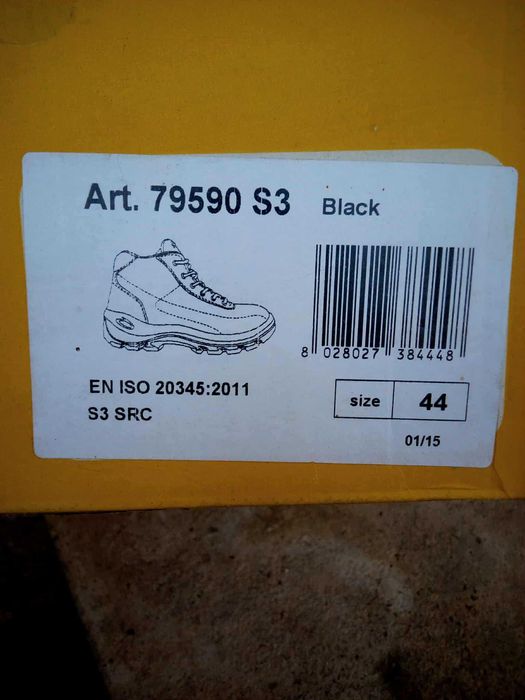 Art. 79590 S3 Black
8 028027 384448
EN ISO 20345:2011
S3 SRC
size 44
01/15